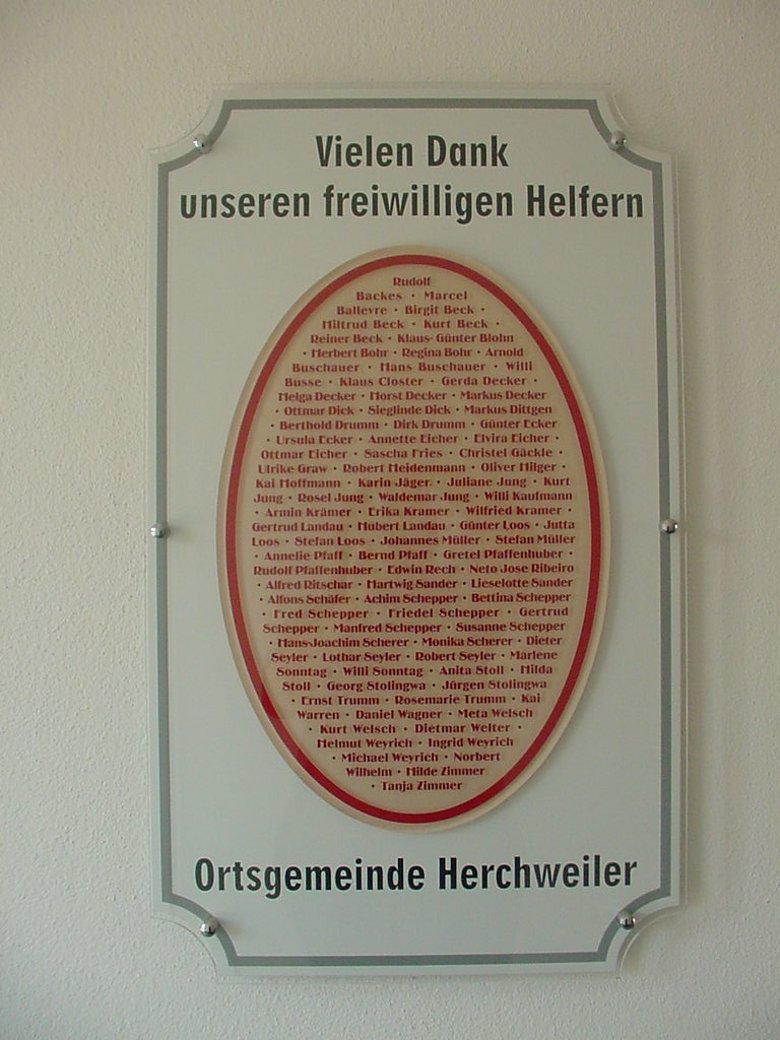 Vielen Dank
unseren freiwilligen Helfern
Rudolf
Backes · Marcel
Ballevre · Birgit Beck ·
Hiltrud Beck · Kurt Beck ·
Reiner Beck · Klaus-Günter Blohn
· Herbert Bohr · Regina Bohr · Arnold
Buschauer · Hans Buschauer · Willi
Busse · Klaus Closter · Gerda Decker ·
Helga Decker · Horst Decker · Markus Decker
· Ottmar Dick · Sieglinde Dick · Markus Dittgen
· Berthold Drumm · Dirk Drumm · Günter Ecker
· Ursula Ecker · Annette Eicher · Elvira Eicher ·
Ottmar Eicher · Sascha Fries · Christel Gäckle ·
Ulrike Graw · Robert Heidenmann · Oliver Hilger ·
Kai Hoffmann · Karin Jäger · Juliane Jung · Kurt
Jung · Rosel Jung · Waldemar Jung · Willi Kaufmann
· Armin Krämer · Erika Kramer · Wilfried Kramer ·
Gertrud Landau · Hubert Landau · Günter Loos · Jutta
Loos · Stefan Loos · Johannes Müller · Stefan Müller
· Annelie Pfaff · Bernd Pfaff · Gretel Pfaffenhuber ·
Rudolf Pfaffenhuber · Edwin Rech · Neto Jose Ribeiro
· Alfred Ritschar · Hartwig Sander · Lieselotte Sander
· Alfons Schäfer · Achim Schepper · Bettina Schepper
· Fred Schepper · Friedel Schepper · Gertrud
Schepper · Manfred Schepper · Susanne Schepper
· Hans-Joachim Scherer · Monika Scherer · Dieter
Seyler · Lothar Seyler · Robert Seyler · Marlene
Sonntag · Willi Sonntag · Anita Stoll · Hilda
Stoll · Georg Stolingwa · Jürgen Stolingwa
· Ernst Trumm · Rosemarie Trumm · Kai
Warren · Daniel Wagner · Meta Welsch
· Kurt Welsch · Dietmar Welter ·
Helmut Weyrich · Ingrid Weyrich
· Michael Weyrich · Norbert
Wilhelm · Hilde Zimmer
· Tanja Zimmer
Ortsgemeinde Herchweiler